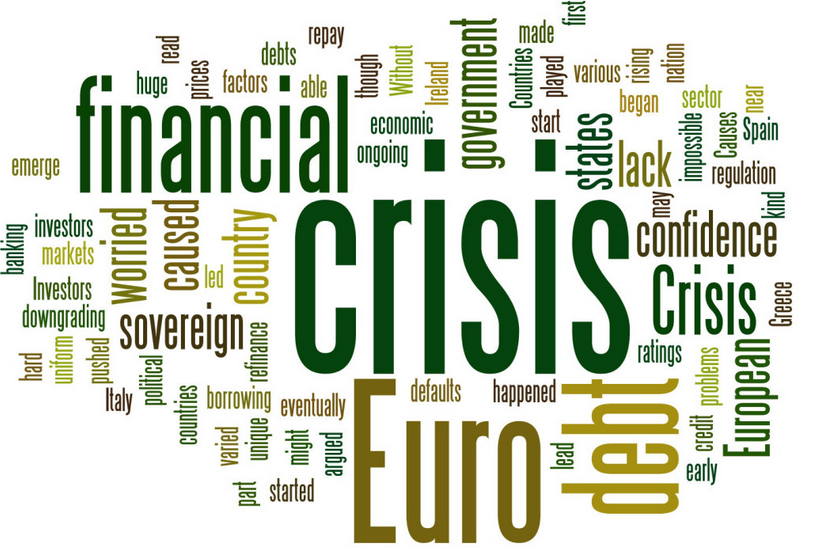 first
made
repay
read
debts
government
Countries
though
Without
Ireland
played
various
rising
nation
huge
prices
factors
able
financial
began
sector
near
economic
start
ongoing
states
lack
impossible
Causes
Spain
emerge
regulation
crisis
may
kind
banking
investors
markets
worried
caused
led
country
confidence
Investors
downgrading
sovereign
Crisis
Greece
refinance
ratings
hard
uniform
pushed
political
problems
European
Italy
countries
borrowing
eventually
defaults
happened
Euro
debt
varied
unique
might
argued
lead
credit
early
part
started